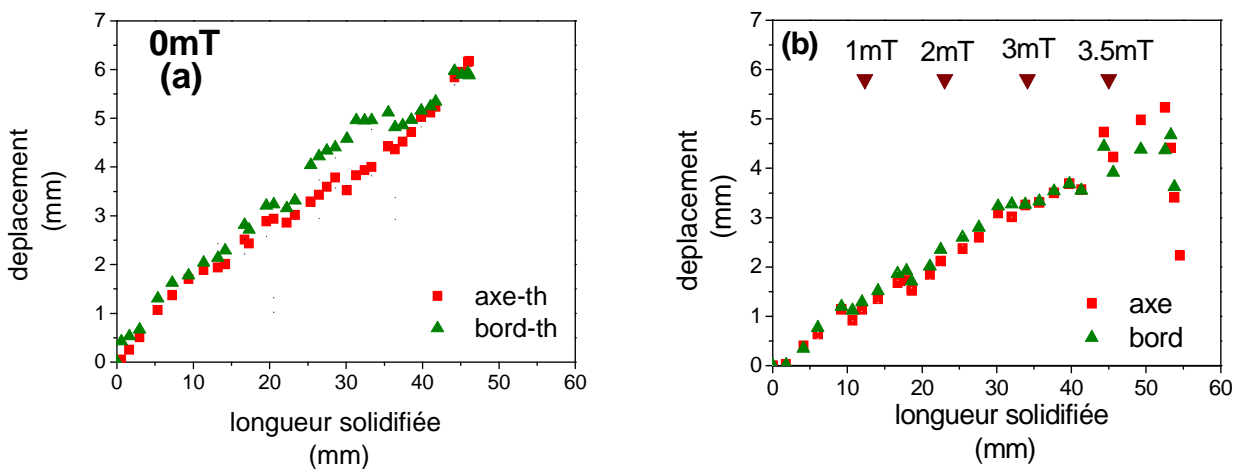 0mT
(a)
7
6
5
4
3
2
1
0
deplacement
(mm)
axe-th
bord-th
0 10 20 30 40 50 60
longueur solidifiée
(mm)
(b)
1mT 2mT 3mT 3.5mT
7
6
5
4
3
2
1
0
deplacement
(mm)
axe
bord
0 10 20 30 40 50 60
longueur solidifiée
(mm)